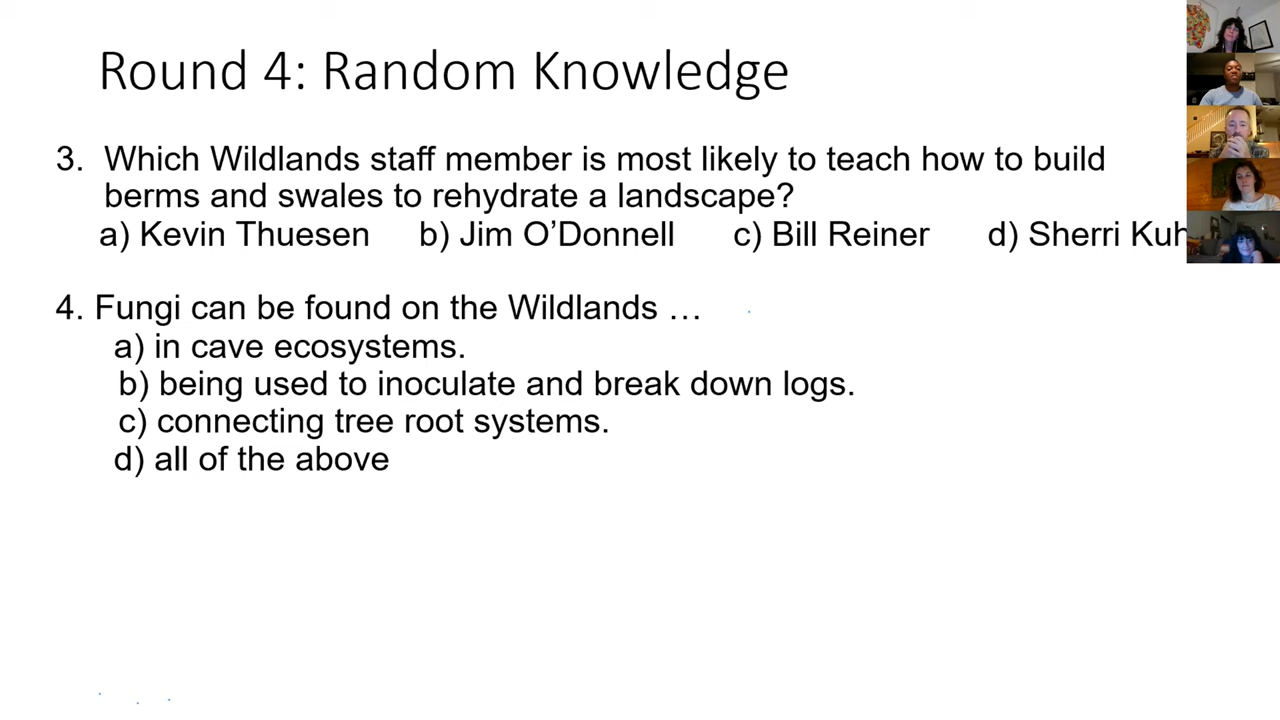 Round 4: Random Knowledge
3. Which Wildlands staff member is most likely to teach how to build
berms and swales to rehydrate a landscape?
a) Kevin Thuesen b) Jim O’Donnell c) Bill Reiner d) Sherri
4. Fungi can be found on the Wildlands …
a) in cave ecosystems.
b) being used to inoculate and break down logs.
c) connecting tree root systems.
d) all of the above